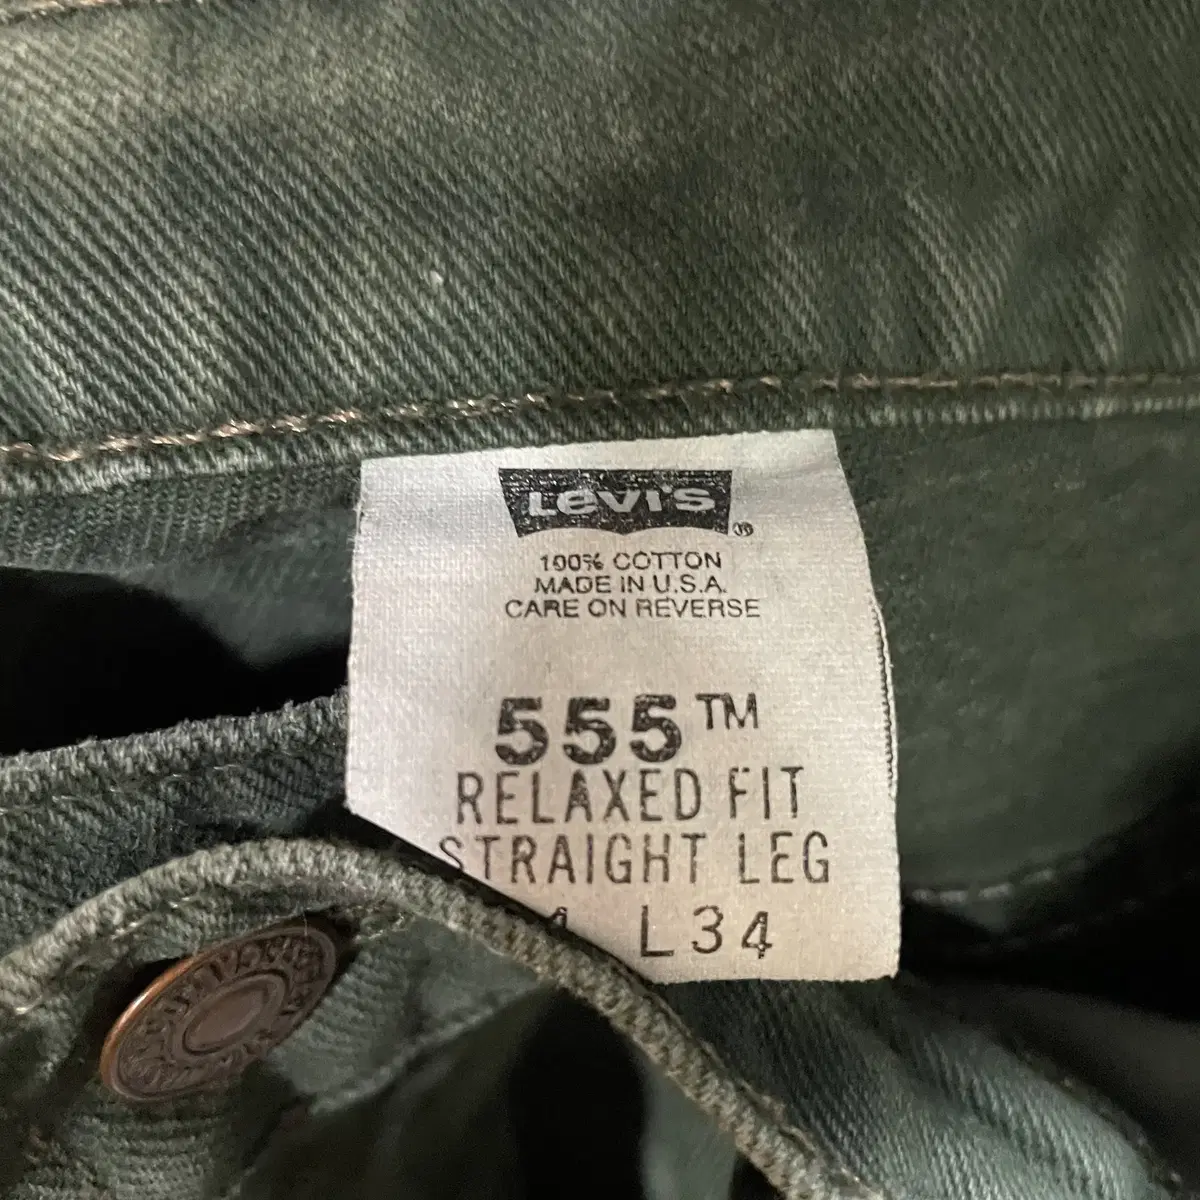 Levi's ®
100% COTTON
MADE IN U.S.A.
CARE ON REVERSE
555™
RELAXED FIT
STRAIGHT LEG
L34